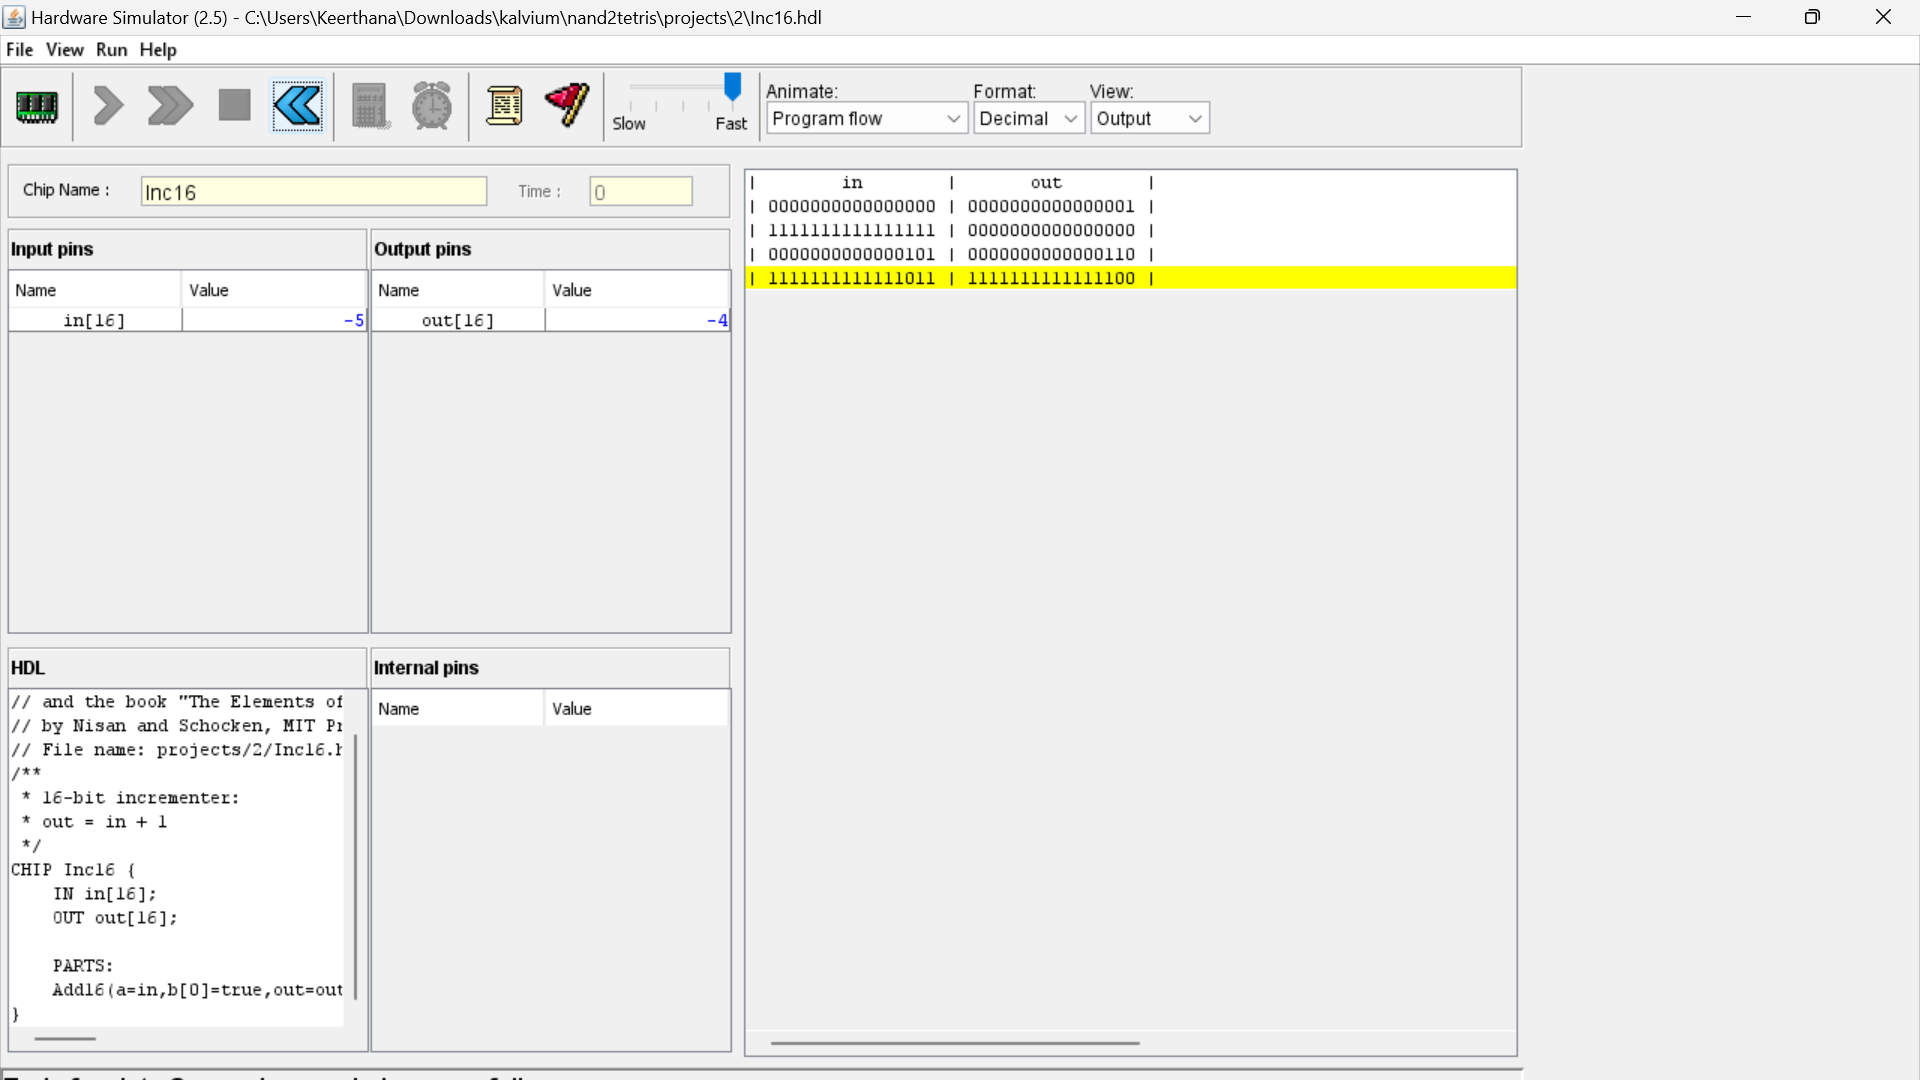 Hardware Simulator (2.5) - C:\Users\Keerthana\Downloads\kalvium\nand2tetris\projects\2\Inc16.hdl
File View Run Help
Slow Fast
Animate: Format: View:
Program flow Decimal Output
Chip Name : Inc16 Time : 0
Input pins
Name Value
in[16] -5
Output pins
Name Value
out[16] -4
HDL
// and the book "The Elements of
// by Nisan and Schocken, MIT Pr
// File name: projects/2/Inc16.h
/**
* 16-bit incrementer:
* out = in + 1
*/
CHIP Inc16 {
IN in[16];
OUT out[16];
PARTS:
Add16(a=in,b[0]=true,out=out
}
Internal pins
Name Value
| in | out |
| 0000000000000000 | 0000000000000001 |
| 1111111111111111 | 0000000000000000 |
| 0000000000000101 | 0000000000000110 |
| 1111111111111011 | 1111111111111100 |